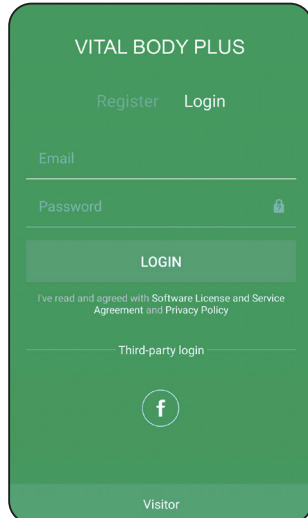 VITAL BODY PLUS
Register Login
Email
Password
LOGIN
I've read and agreed with Software License and Service
Agreement and Privacy Policy
Third-party login
f
Visitor